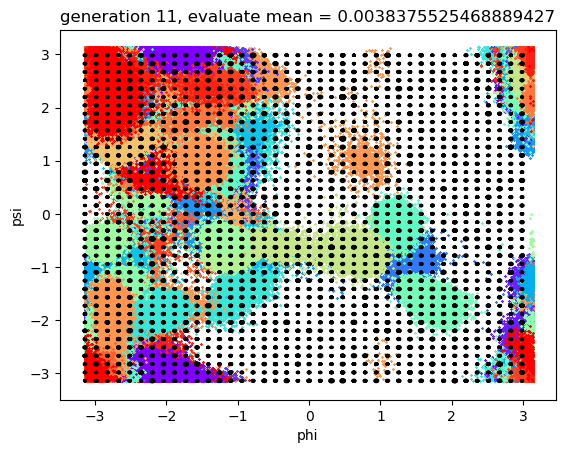 generation 11, evaluate mean = 0.0038375525468889427
3
2
1
0
−1
−2
−3
psi
−3 −2 −1 0 1 2 3
phi